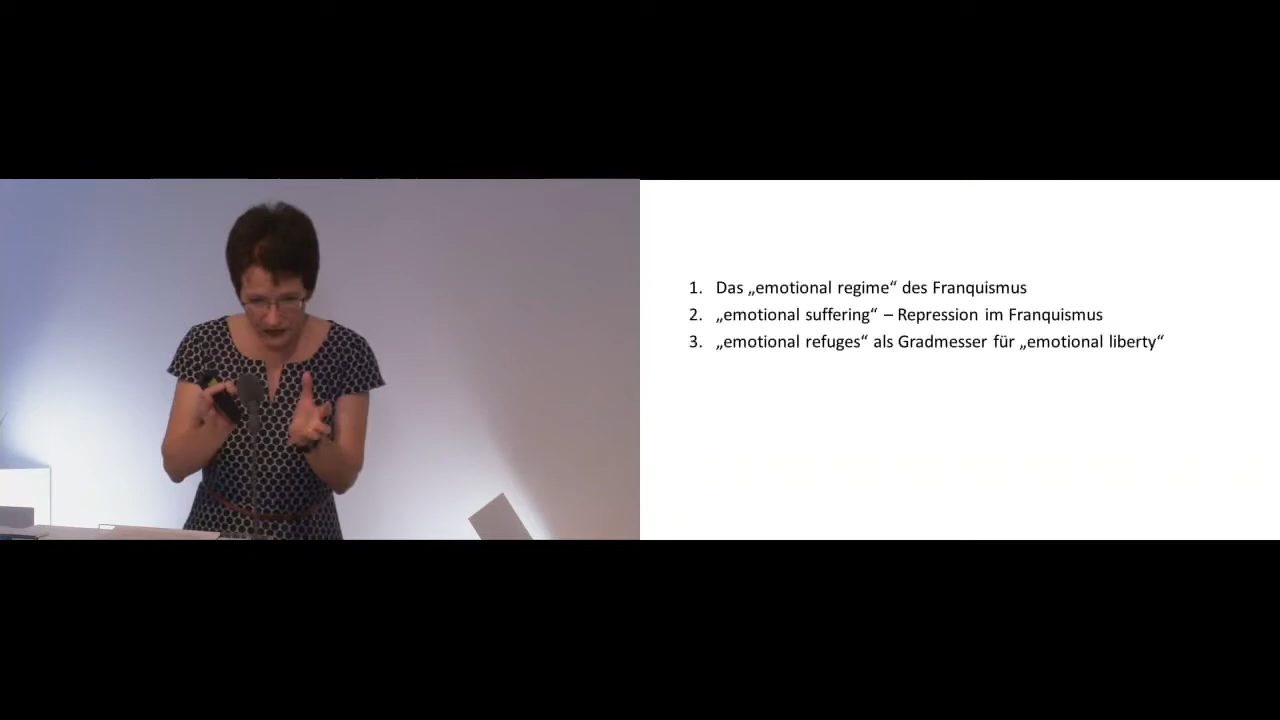 1. Das „emotional regime“ des Franquismus
2. „emotional suffering“ – Repression im Franquismus
3. „emotional refuges“ als Gradmesser für „emotional liberty“